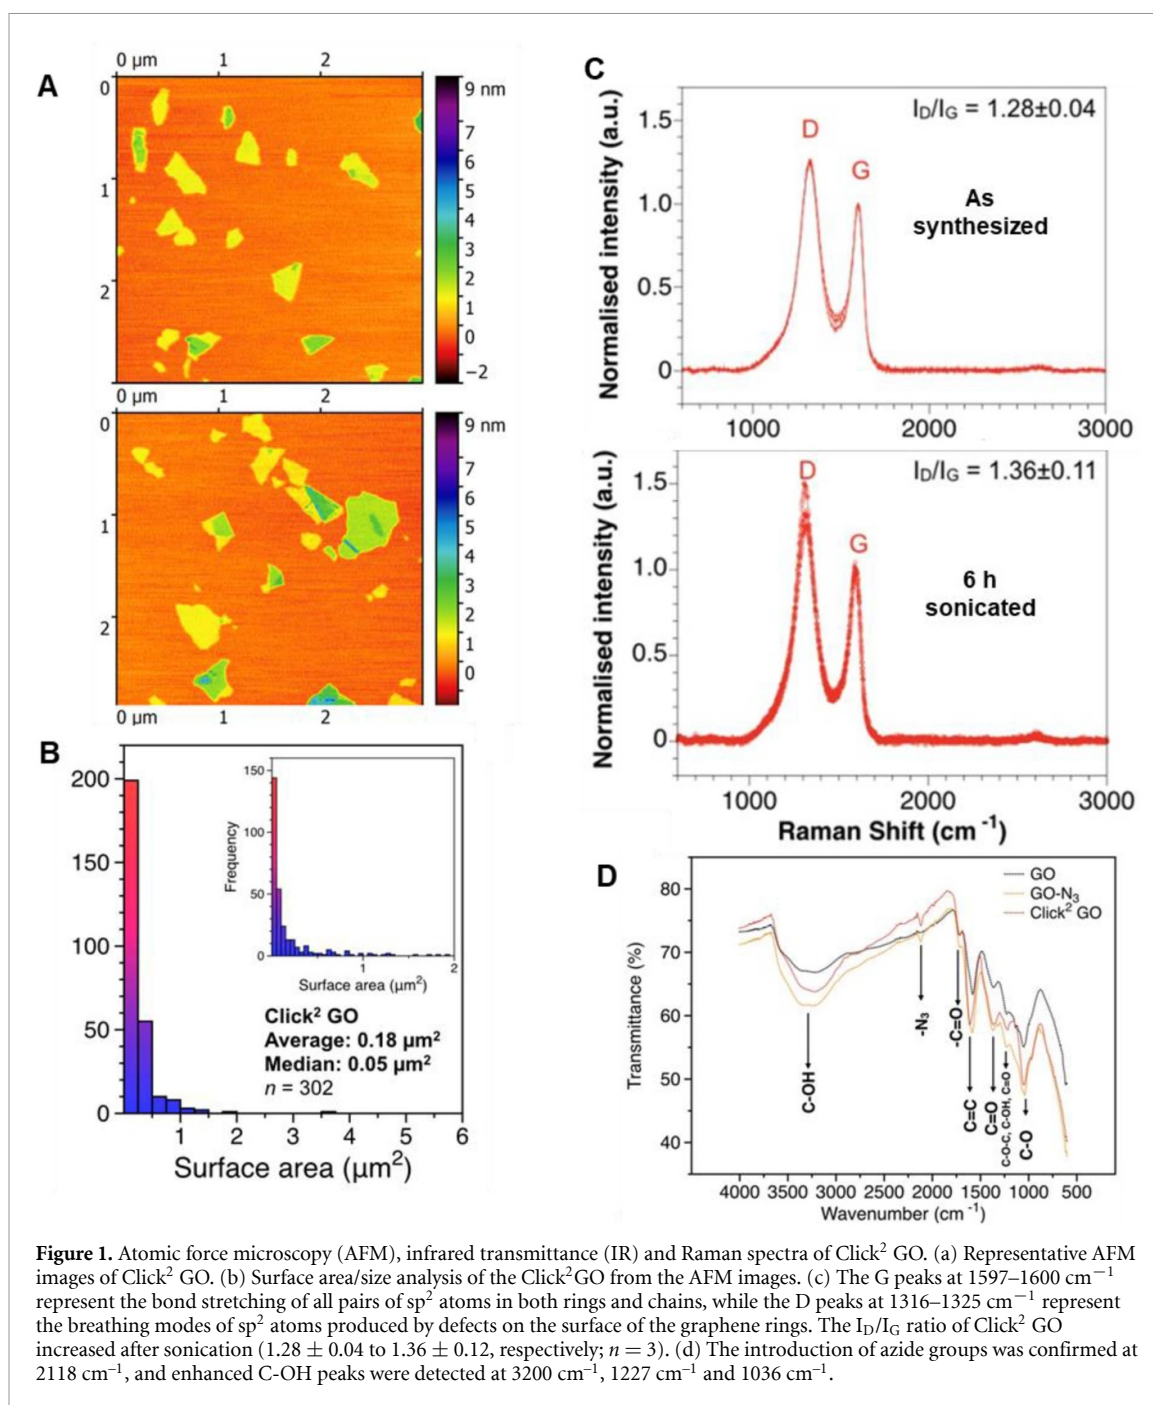 A
0 µm 1 2
0
1
2
9 nm
7
6
5
4
3
2
1
0
−2
0 µm 1 2
0
1
2
9 nm
7
6
5
4
3
2
1
0
0 µm 1 2
B
200
150
100
50
0
1 2 3 4 5 6
Surface area (µm²)
Frequency
150
100
50
0
1 2
Surface area (µm²)
Click² GO
Average: 0.18 µm²
Median: 0.05 µm²
n = 302
C
Normalised intensity (a.u.)
1.5
1.0
0.5
0
D
G
I_D/I_G = 1.28±0.04
As
synthesized
1000 2000 3000
Normalised intensity (a.u.)
1.5
1.0
0.5
0
D
G
I_D/I_G = 1.36±0.11
6 h
sonicated
1000 2000 3000
Raman Shift (cm⁻¹)
D
Transmittance (%)
80
70
60
50
40
GO
GO-N₃
Click² GO
C-OH
-N₃
-C=O
C=C
C=O
C-O-C, C-OH, C=O
C-O
4000 3500 3000 2500 2000 1500 1000 500
Wavenumber (cm⁻¹)
Figure 1. Atomic force microscopy (AFM), infrared transmittance (IR) and Raman spectra of Click² GO. (a) Representative AFM
images of Click² GO. (b) Surface area/size analysis of the Click²GO from the AFM images. (c) The G peaks at 1597–1600 cm⁻¹
represent the bond stretching of all pairs of sp² atoms in both rings and chains, while the D peaks at 1316–1325 cm⁻¹ represent
the breathing modes of sp² atoms produced by defects on the surface of the graphene rings. The I_D/I_G ratio of Click² GO
increased after sonication (1.28 ± 0.04 to 1.36 ± 0.12, respectively; n = 3). (d) The introduction of azide groups was confirmed at
2118 cm⁻¹, and enhanced C-OH peaks were detected at 3200 cm⁻¹, 1227 cm⁻¹ and 1036 cm⁻¹.